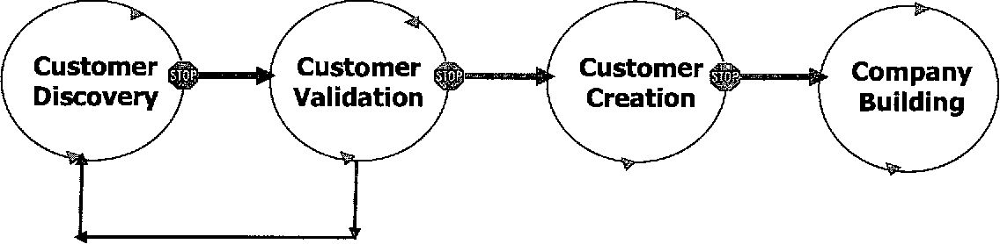 Customer
Discovery
STOP
Customer
Validation
STOP
Customer
Creation
STOP
Company
Building